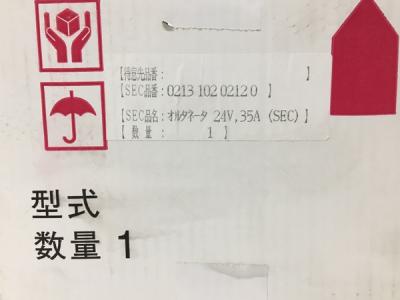 【得意先品番： 】
【SEC品番：0213 102 0212 0 】
【SEC品名：オルタネータ 24V,35A (SEC) 】
【 数 量 ： 1 】
型式
数量 1